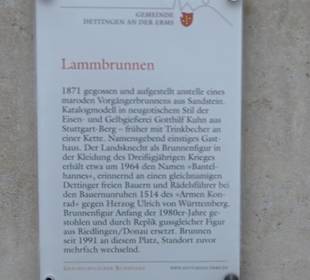 GEMEINDE
DETTINGEN AN DER ERMS
Lammbrunnen
1871 gegossen und aufgestellt anstelle eines
maroden Vorgängerbrunnens aus Sandstein.
Katalogmodell in neugotischem Stil der
Eisen- und Gelbgießerei Gotthilf Kuhn aus
Stuttgart-Berg – früher mit Trinkbecher an
einer Kette. Namensgebend einstiges Gast-
haus. Der Landsknecht als Brunnenfigur in
der Kleidung des Dreißigjährigen Krieges
erhält etwa um 1964 den Namen »Bantel-
hannes«, erinnernd an einen gleichnamigen
Dettinger freien Bauern und Rädelsführer bei
den Bauernunruhen 1514 des »Armen Kon-
rad« gegen Herzog Ulrich von Württemberg.
Brunnenfigur Anfang der 1980er-Jahre ge-
stohlen und durch Replik gusgleicher Figur
aus Riedlingen/Donau ersetzt. Brunnen
seit 1991 an diesem Platz, Standort zuvor
mehrfach wechselnd.